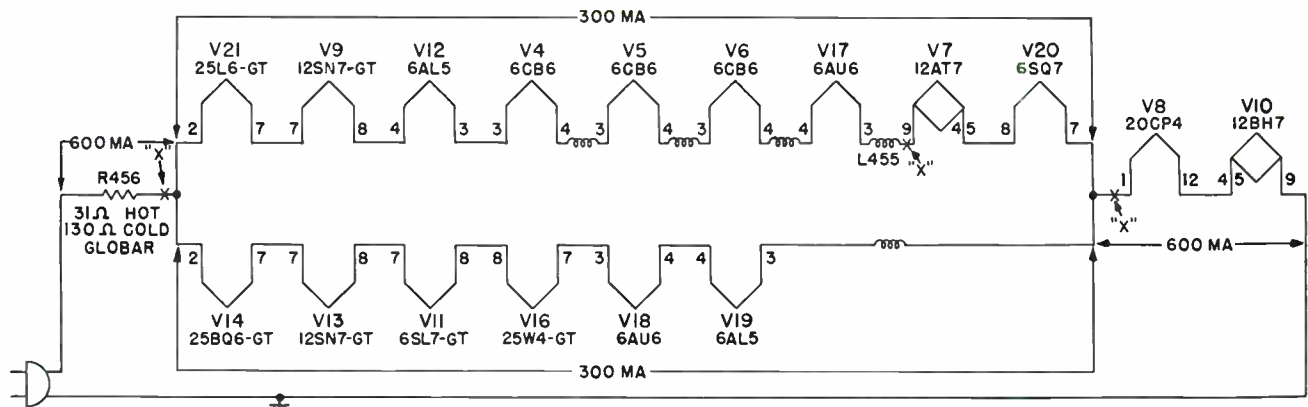 300 MA
V21 V9 V12 V4 V5 V6 V17 V7 V20
25L6-GT 12SN7-GT 6AL5 6CB6 6CB6 6CB6 6AU6 12AT7 6SQ7
V8 V10
20CP4 12BH7
2 7 7 8 4 3 3 4 3 4 3 4 4 3 9 4 5 8 7
600 MA "X"
L455 "X"
R456
1 12 4 5 9
31Ω HOT
130Ω COLD
GLOBAR
"X"
600 MA
2 7 7 8 7 8 8 7 3 4 4 3
V14 V13 V11 V16 V18 V19
25BQ6-GT 12SN7-GT 6SL7-GT 25W4-GT 6AU6 6AL5
300 MA